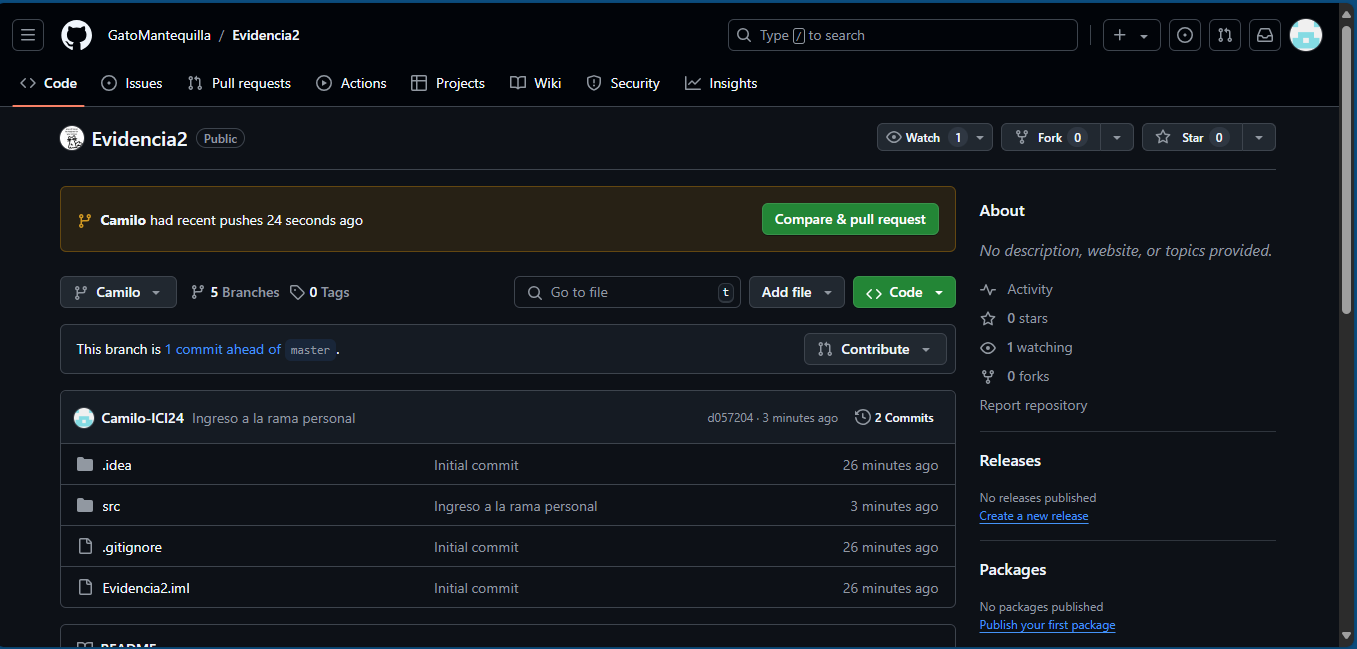 GatoMantequilla / Evidencia2
Type / to search
Code Issues Pull requests Actions Projects Wiki Security Insights
Evidencia2 Public
Watch 1 Fork 0 Star 0
Camilo had recent pushes 24 seconds ago
Compare & pull request
Camilo 5 Branches 0 Tags
Go to file t
Add file
Code
This branch is 1 commit ahead of master .
Contribute
Camilo-ICI24 Ingreso a la rama personal d057204 · 3 minutes ago 2 Commits
.idea Initial commit 26 minutes ago
src Ingreso a la rama personal 3 minutes ago
.gitignore Initial commit 26 minutes ago
Evidencia2.iml Initial commit 26 minutes ago
README
About
No description, website, or topics provided.
Activity
0 stars
1 watching
0 forks
Report repository
Releases
No releases published
Create a new release
Packages
No packages published
Publish your first package